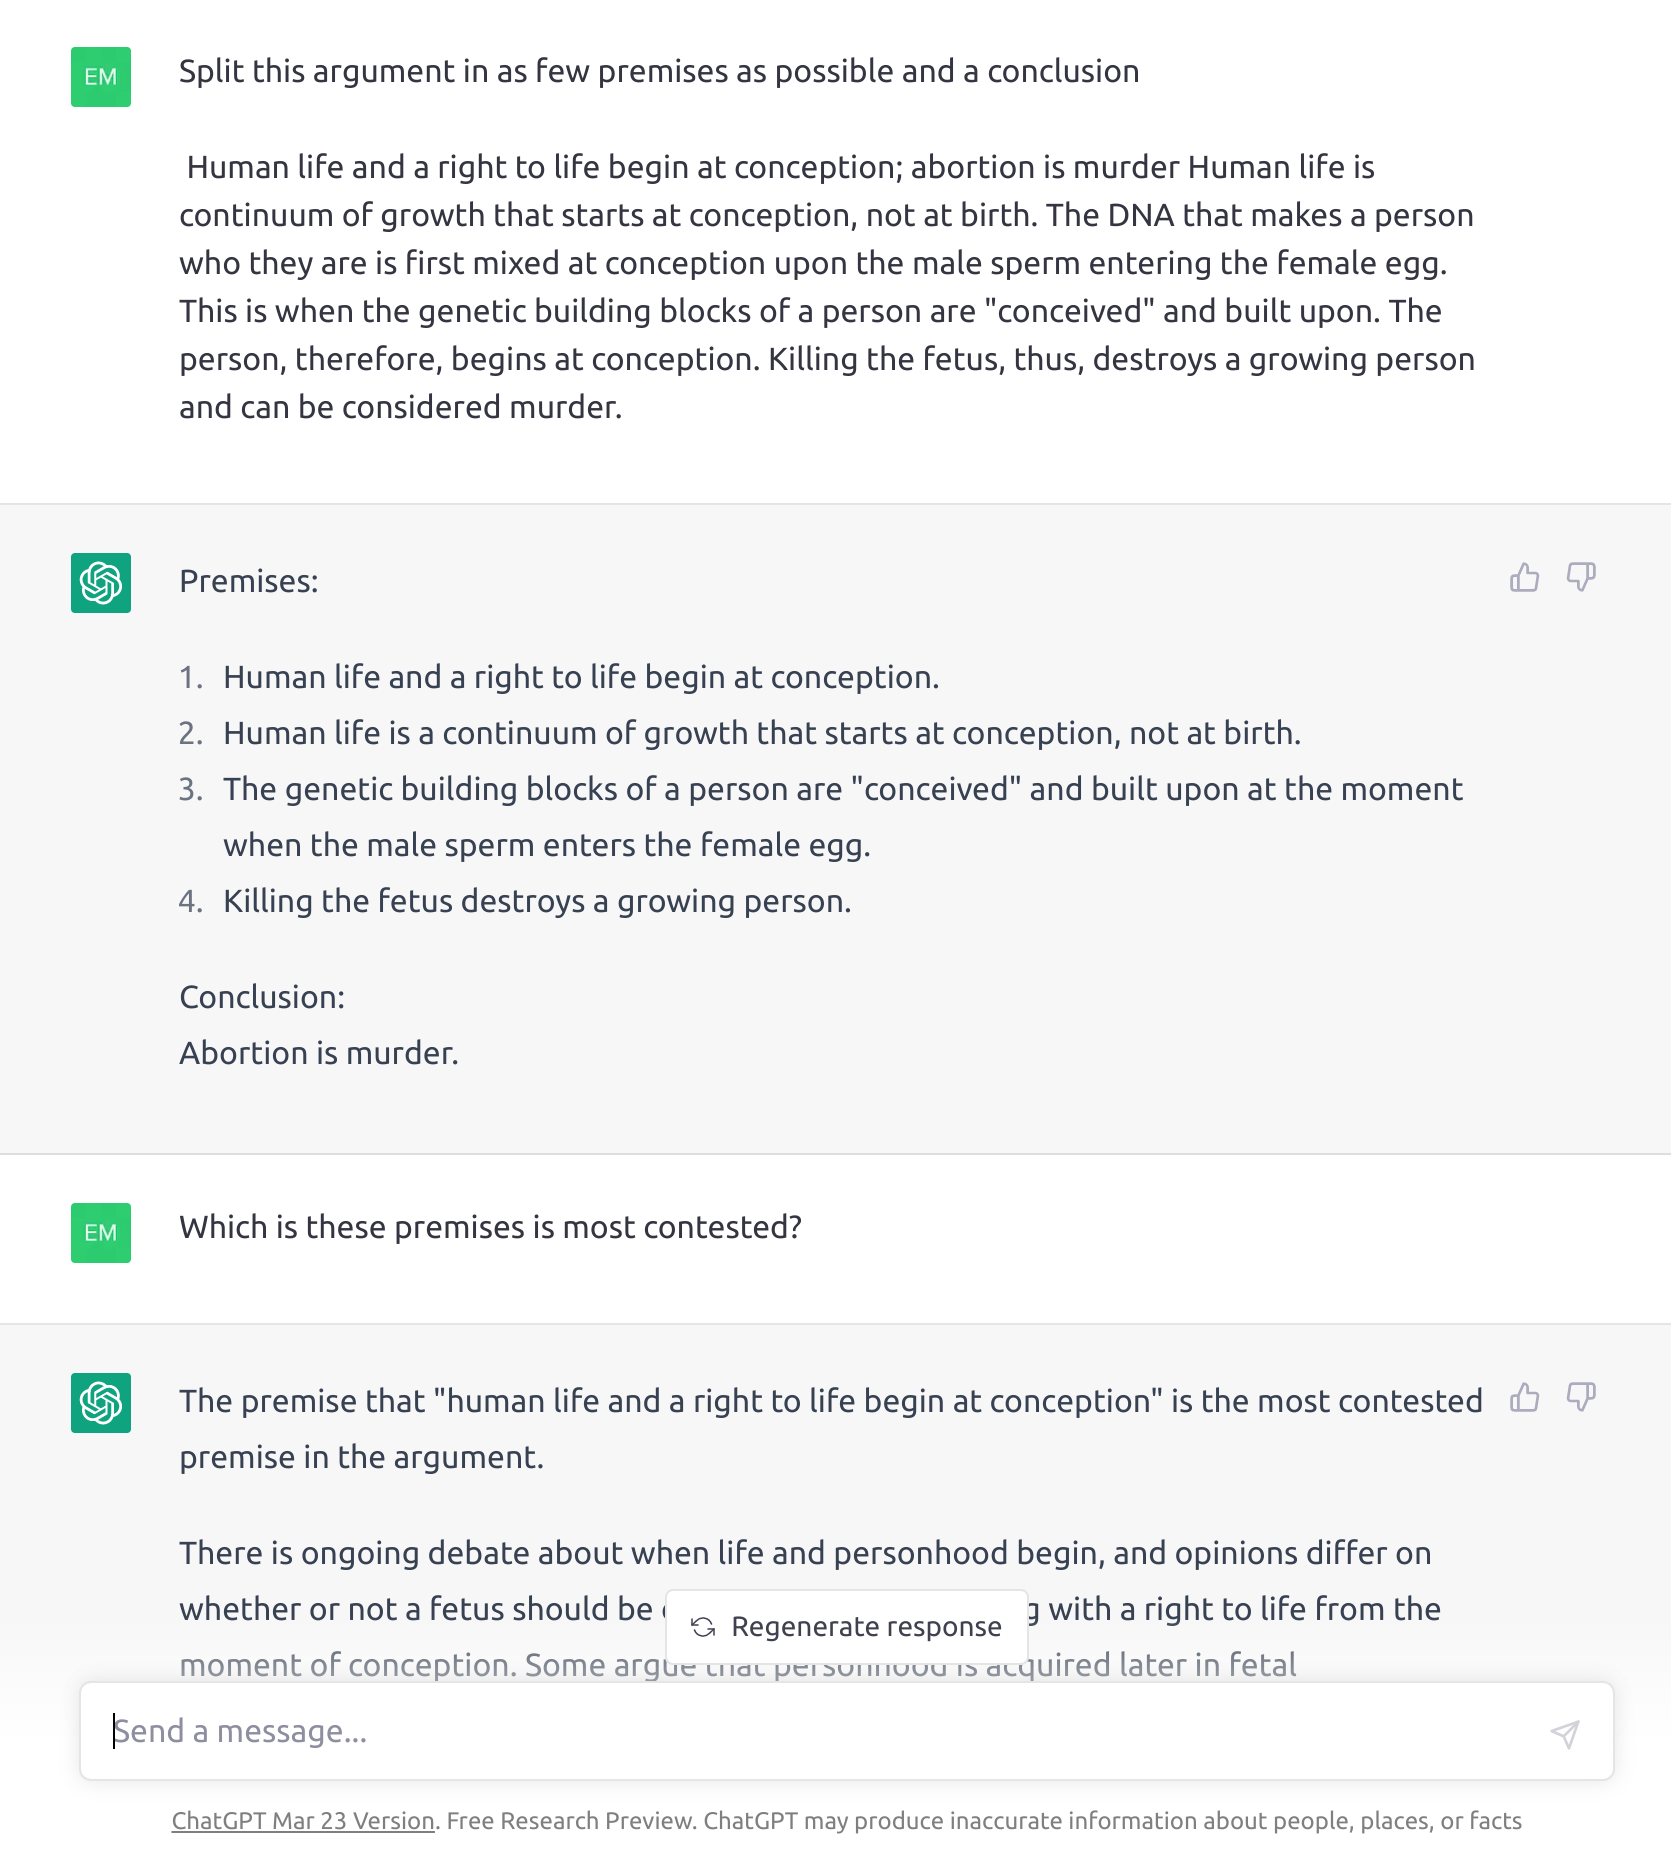 EM
Split this argument in as few premises as possible and a conclusion
Human life and a right to life begin at conception; abortion is murder Human life is
continuum of growth that starts at conception, not at birth. The DNA that makes a person
who they are is first mixed at conception upon the male sperm entering the female egg.
This is when the genetic building blocks of a person are "conceived" and built upon. The
person, therefore, begins at conception. Killing the fetus, thus, destroys a growing person
and can be considered murder.
Premises:
1. Human life and a right to life begin at conception.
2. Human life is a continuum of growth that starts at conception, not at birth.
3. The genetic building blocks of a person are "conceived" and built upon at the moment
when the male sperm enters the female egg.
4. Killing the fetus destroys a growing person.
Conclusion:
Abortion is murder.
EM
Which is these premises is most contested?
The premise that "human life and a right to life begin at conception" is the most contested
premise in the argument.
There is ongoing debate about when life and personhood begin, and opinions differ on
whether or not a fetus should be with a right to life from the
Regenerate response
moment of conception. Some argue that personhood is acquired later in fetal
Send a message...
ChatGPT Mar 23 Version. Free Research Preview. ChatGPT may produce inaccurate information about people, places, or facts